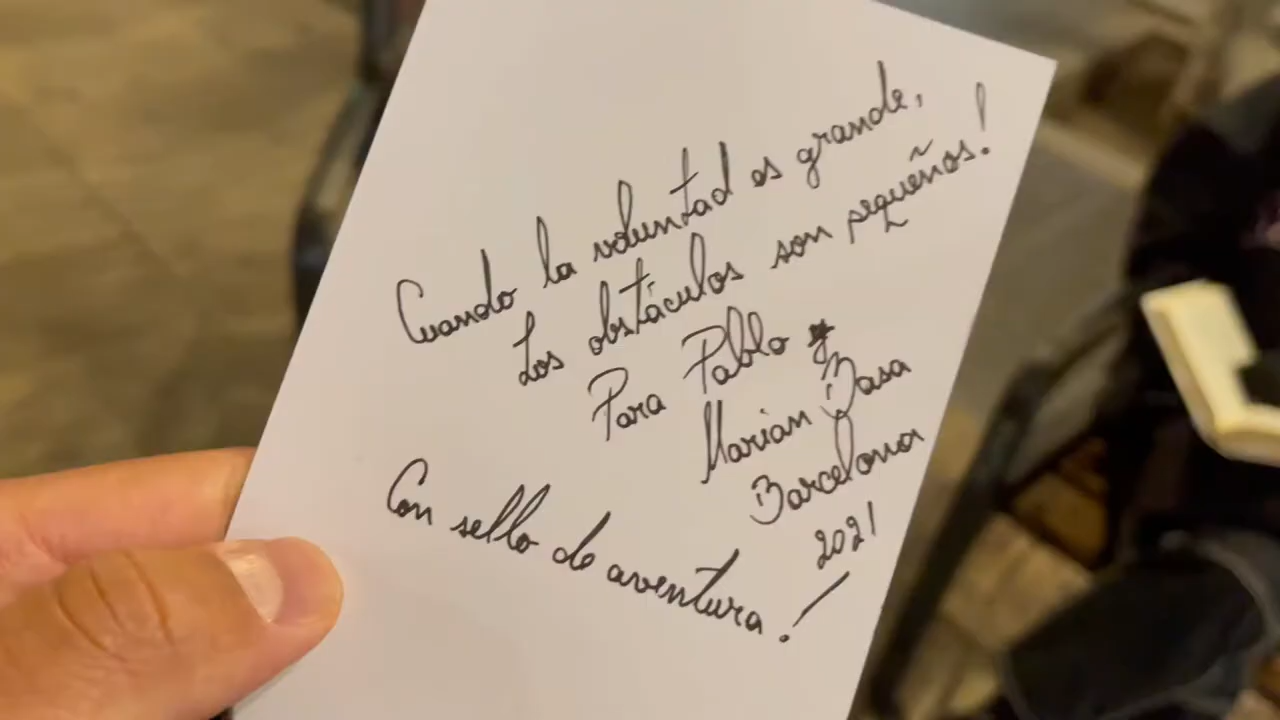 Cuando la voluntad es grande,
Los obstáculos son pequeños!
Para Pablo y
Marian Basa
Barcelona
2021
Con sello de aventura!